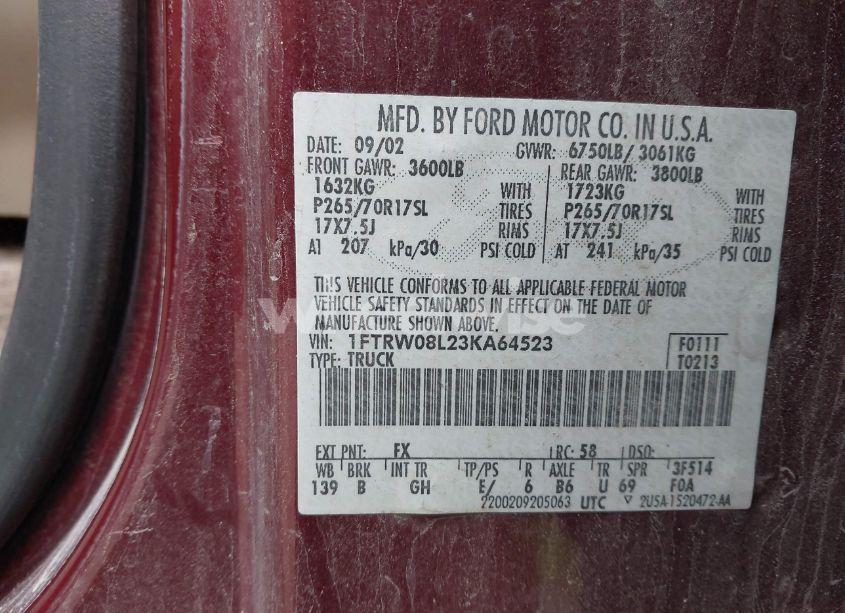 MFD. BY FORD MOTOR CO. IN U.S.A.
DATE: 09/02 GVWR: 6750LB/ 3061KG
FRONT GAWR: 3600LB REAR GAWR: 3800LB
1632KG WITH 1723KG WITH
P265/70R17SL TIRES P265/70R17SL TIRES
17X7.5J RIMS 17X7.5J RIMS
AT 207 kPa/30 PSI COLD AT 241 kPa/35 PSI COLD
THIS VEHICLE CONFORMS TO ALL APPLICABLE FEDERAL MOTOR
VEHICLE SAFETY STANDARDS IN EFFECT ON THE DATE OF
MANUFACTURE SHOWN ABOVE.
VIN: 1FTRW08L23KA64523 F0111
TYPE: TRUCK T0213
EXT PNT: FX RC: 58 DSO:
WB BRK INT TR TP/PS R AXLE TR SPR 3F514
139 B GH E/ 6 B6 U 69 F0A
2200209205063 UTC 2U5A-1520472-AA